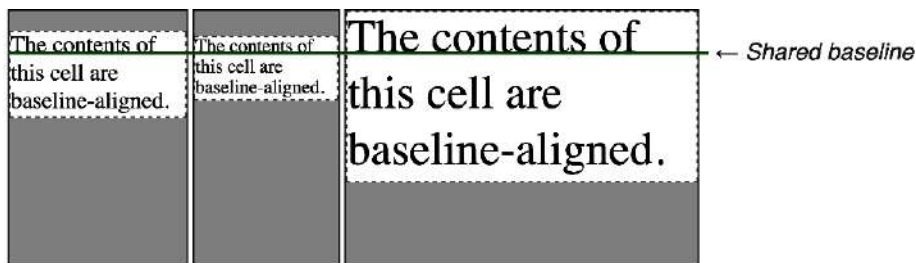 The contents of
this cell are
baseline-aligned.
The contents of
this cell are
baseline-aligned.
The contents of
this cell are
baseline-aligned.
← Shared baseline